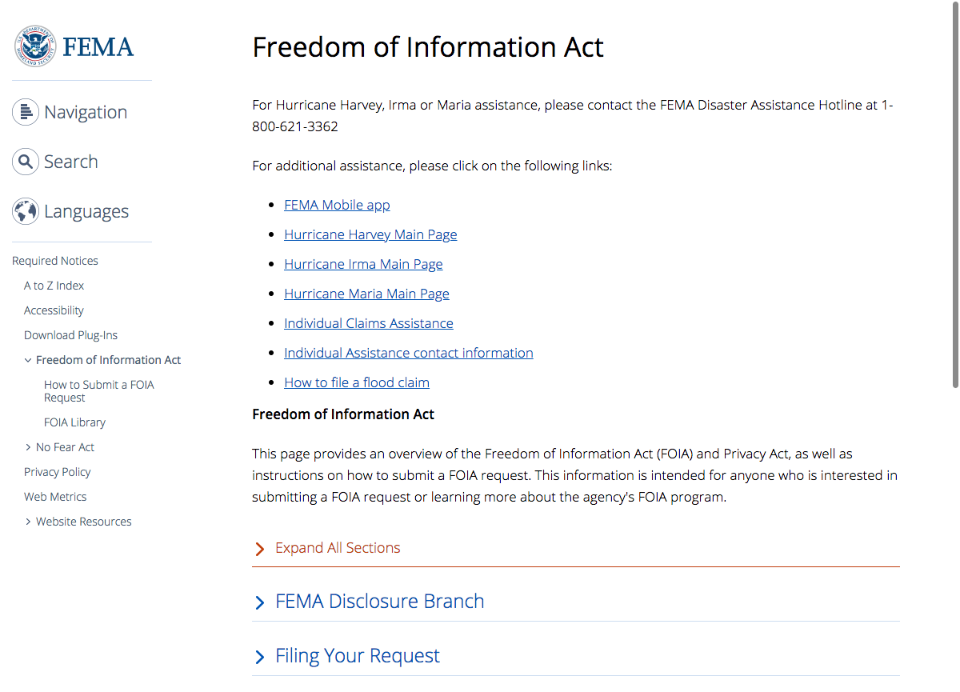 FEMA
Navigation
Search
Languages
Required Notices
A to Z Index
Accessibility
Download Plug-Ins
Freedom of Information Act
How to Submit a FOIA
Request
FOIA Library
No Fear Act
Privacy Policy
Web Metrics
Website Resources
Freedom of Information Act
For Hurricane Harvey, Irma or Maria assistance, please contact the FEMA Disaster Assistance Hotline at 1-
800-621-3362
For additional assistance, please click on the following links:
FEMA Mobile app
Hurricane Harvey Main Page
Hurricane Irma Main Page
Hurricane Maria Main Page
Individual Claims Assistance
Individual Assistance contact information
How to file a flood claim
Freedom of Information Act
This page provides an overview of the Freedom of Information Act (FOIA) and Privacy Act, as well as
instructions on how to submit a FOIA request. This information is intended for anyone who is interested in
submitting a FOIA request or learning more about the agency's FOIA program.
Expand All Sections
FEMA Disclosure Branch
Filing Your Request